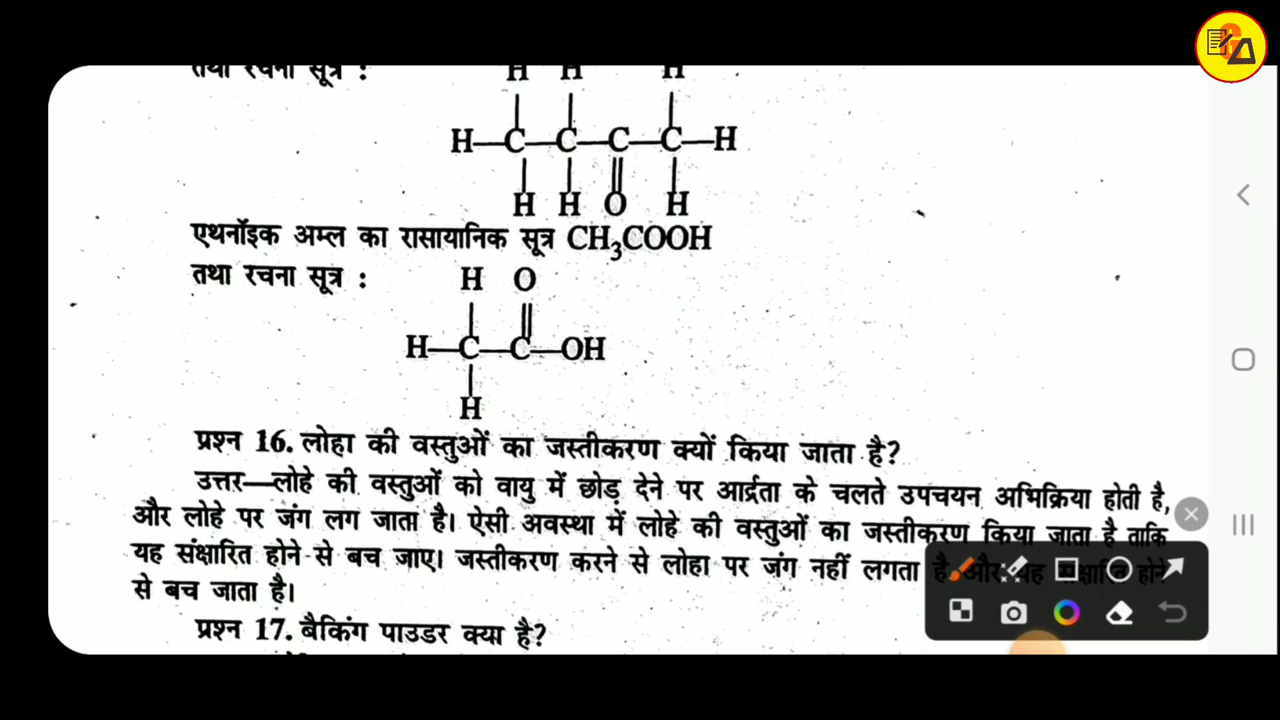 तथा रचना सूत्र : H H H
H—C—C—C—C—H
H H O H
एथनॉइक अम्ल का रासायानिक सूत्र CH₃COOH
तथा रचना सूत्र : H O
H—C—C—OH
H
प्रश्न 16. लोहा की वस्तुओं का जस्तीकरण क्यों किया जाता है?
उत्तर—लोहे की वस्तुओं को वायु में छोड़ देने पर आर्द्रता के चलते उपचयन अभिक्रिया होती है,
और लोहे पर जंग लग जाता है। ऐसी अवस्था में लोहे की वस्तुओं का जस्तीकरण किया जाता है ताकि
यह संक्षारित होने से बच जाए। जस्तीकरण करने से लोहा पर जंग नहीं लगता है और यह संक्षारित होने
से बच जाता है।
प्रश्न 17. बैकिंग पाउडर क्या है?